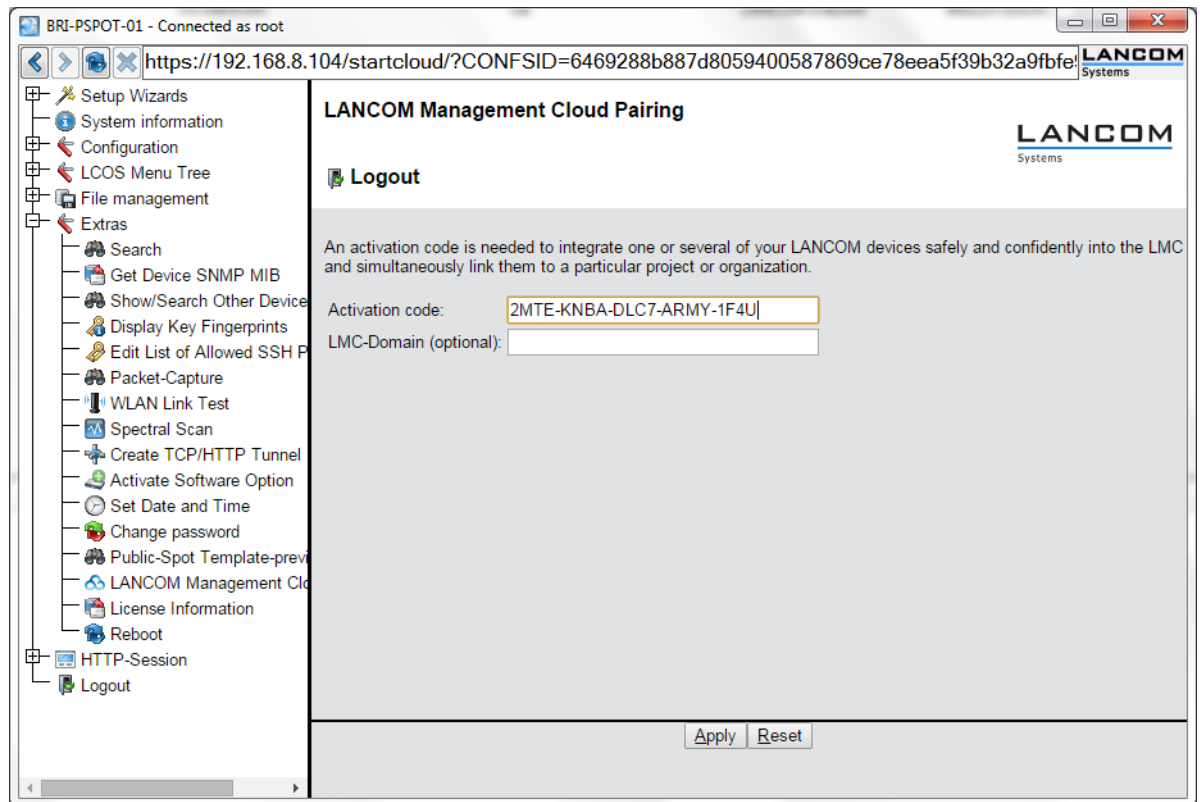 BRI-PSPOT-01 - Connected as root
https://192.168.8.104/startcloud/?CONFSID=6469288b887d8059400587869ce78eea5f39b32a9fbfe9
LANCOM
Systems
Setup Wizards
System information
Configuration
LCOS Menu Tree
File management
Extras
Search
Get Device SNMP MIB
Show/Search Other Device
Display Key Fingerprints
Edit List of Allowed SSH P
Packet-Capture
WLAN Link Test
Spectral Scan
Create TCP/HTTP Tunnel
Activate Software Option
Set Date and Time
Change password
Public-Spot Template-previ
LANCOM Management Clo
License Information
Reboot
HTTP-Session
Logout
LANCOM Management Cloud Pairing
LANCOM
Systems
Logout
An activation code is needed to integrate one or several of your LANCOM devices safely and confidently into the LMC
and simultaneously link them to a particular project or organization.
Activation code: 2MTE-KNBA-DLC7-ARMY-1F4U
LMC-Domain (optional):
Apply Reset